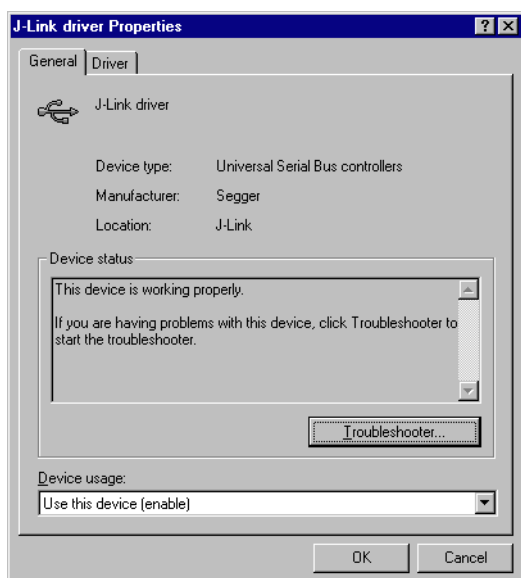 J-Link driver Properties
General
Driver
J-Link driver
Device type: Universal Serial Bus controllers
Manufacturer: Segger
Location: J-Link
Device status
This device is working properly.
If you are having problems with this device, click Troubleshooter to
start the troubleshooter.
Troubleshooter...
Device usage:
Use this device (enable)
OK
Cancel